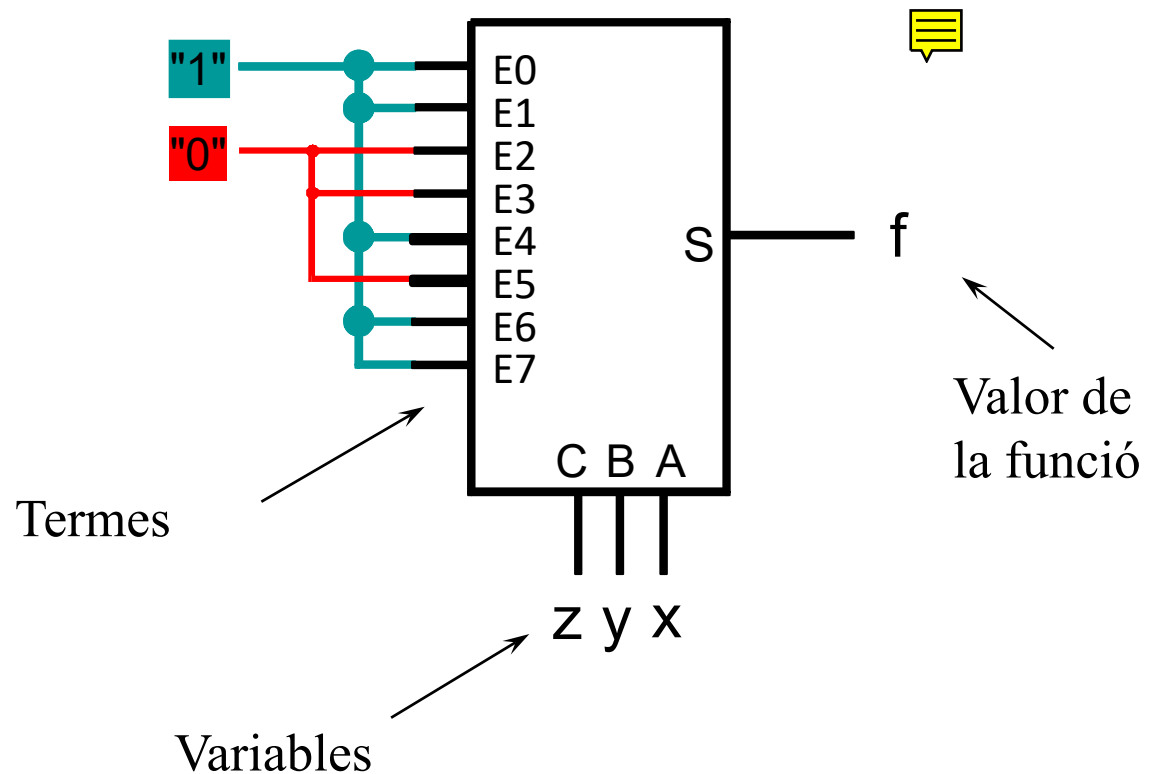 "1"
"0"
E0
E1
E2
E3
E4
E5
E6
E7
S
f
C B A
z y x
Termes
Variables
Valor de
la funció